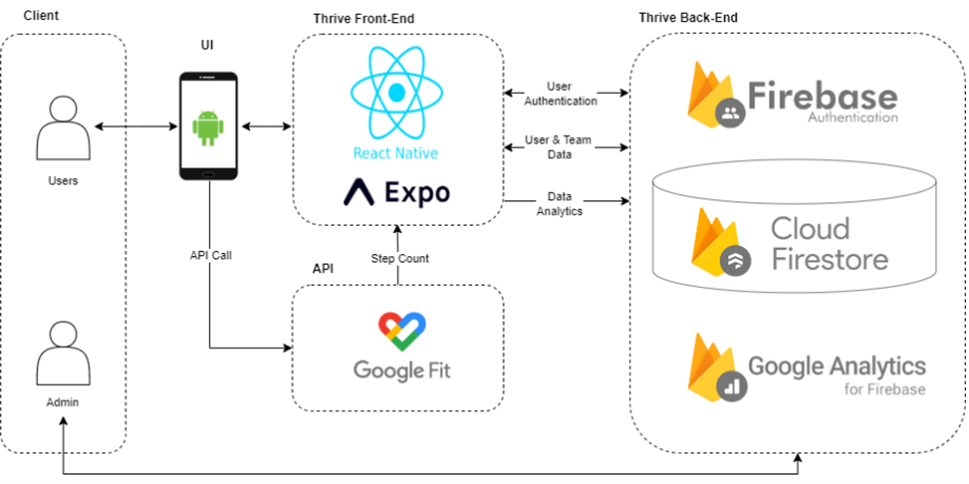 Client
Thrive Front-End
Thrive Back-End
UI
Users
React Native
Expo
User
Authentication
User & Team
Data
Data
Analytics
Firebase
Authentication
Cloud
Firestore
API Call
Step Count
API
Google Fit
Google Analytics
for Firebase
Admin